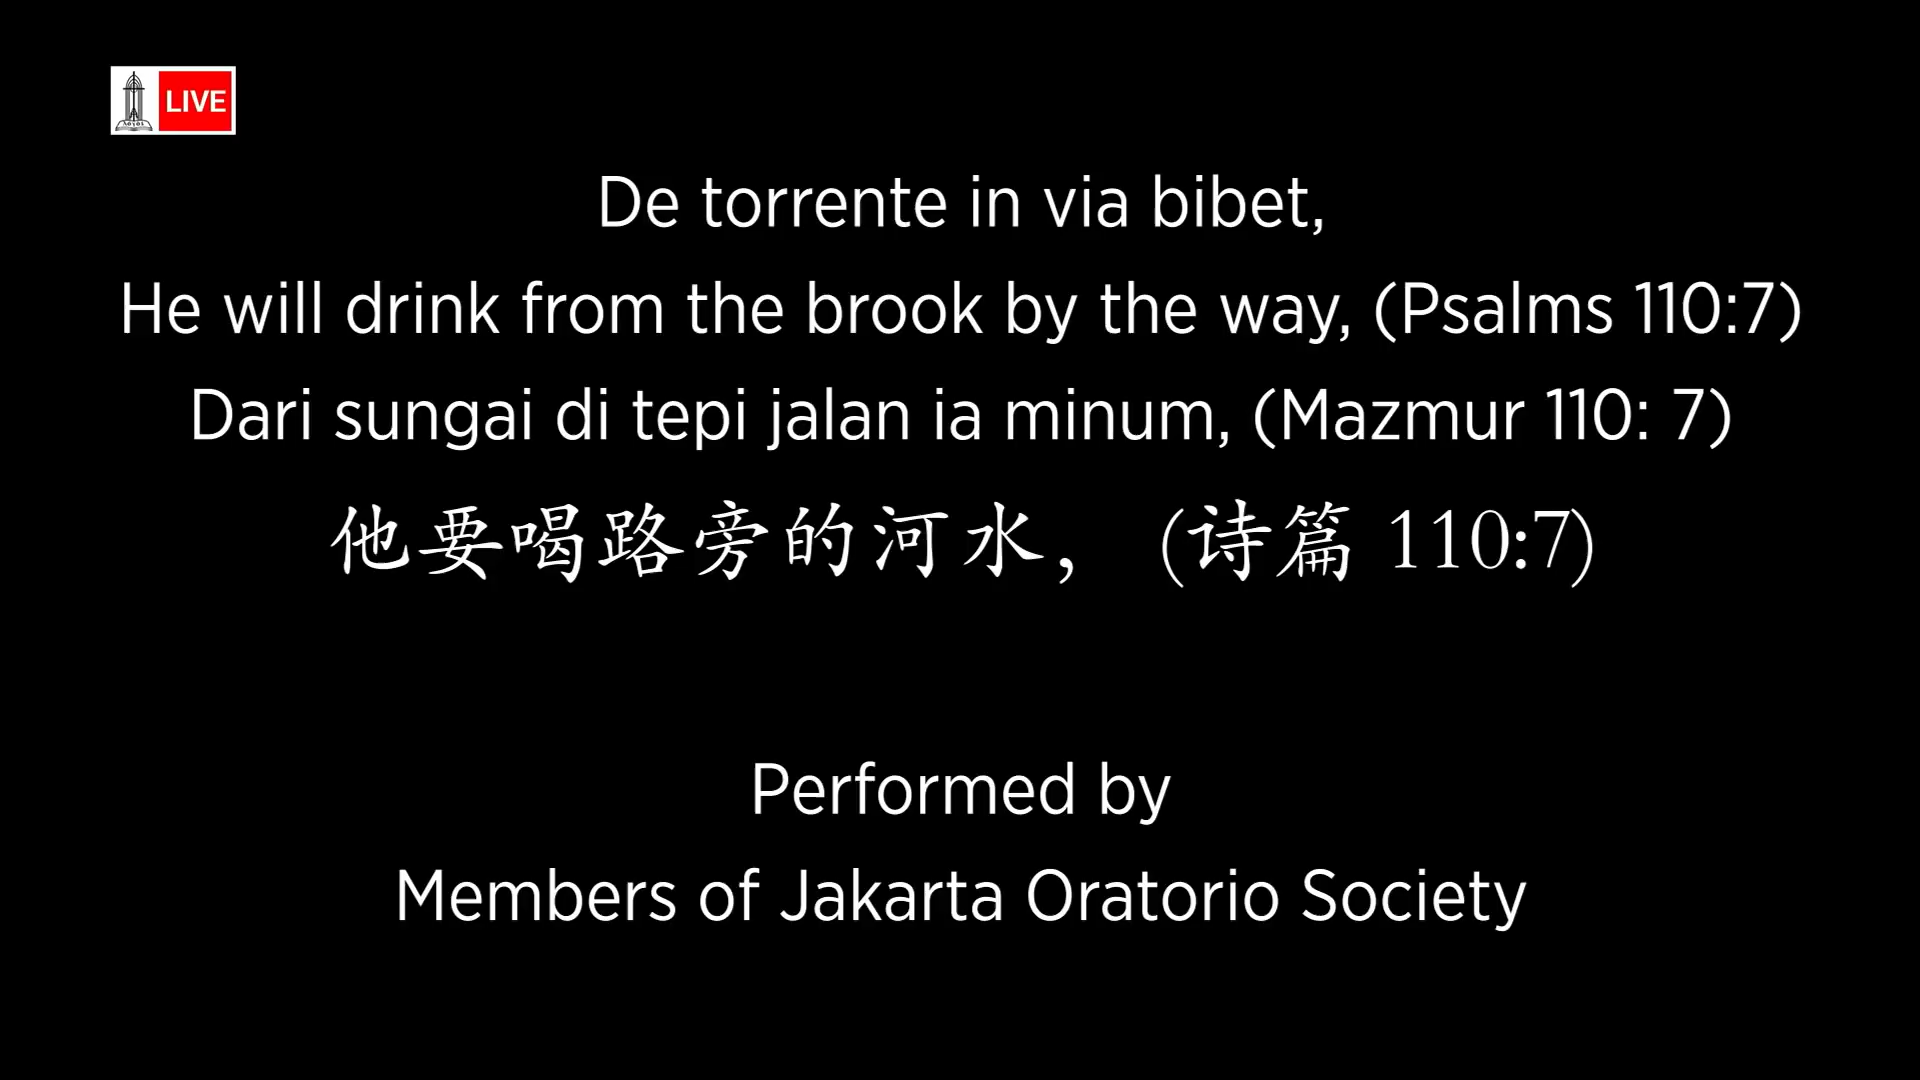 LIVE
De torrente in via bibet,
He will drink from the brook by the way, (Psalms 110:7)
Dari sungai di tepi jalan ia minum, (Mazmur 110: 7)
他要喝路旁的河水，(诗篇 110:7)
Performed by
Members of Jakarta Oratorio Society